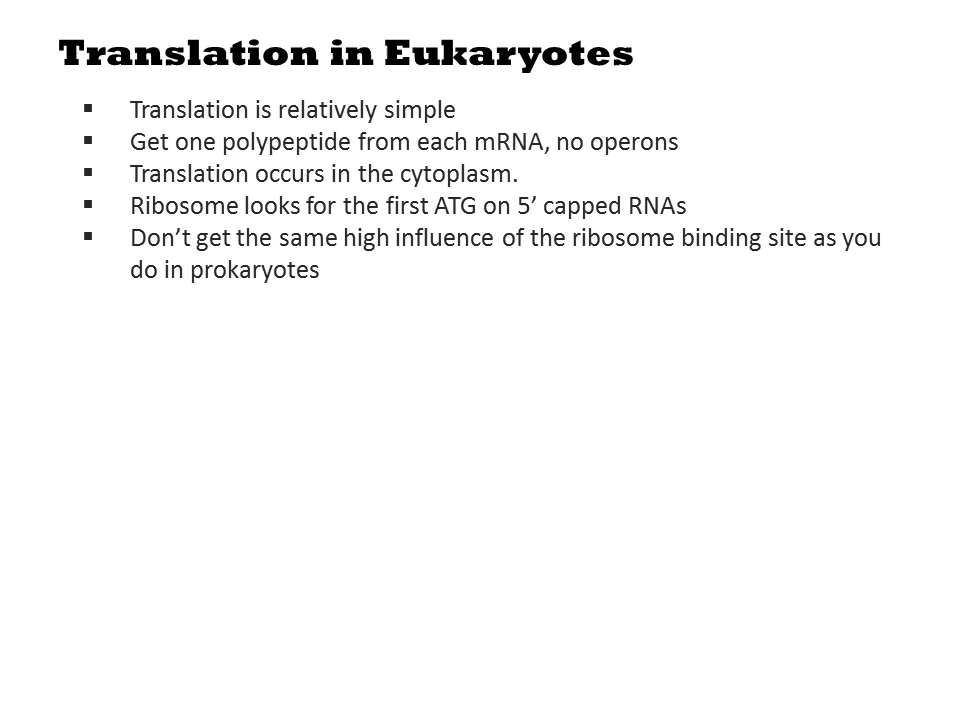 Translation in Eukaryotes
▪ Translation is relatively simple
▪ Get one polypeptide from each mRNA, no operons
▪ Translation occurs in the cytoplasm.
▪ Ribosome looks for the first ATG on 5’ capped RNAs
▪ Don’t get the same high influence of the ribosome binding site as you
do in prokaryotes